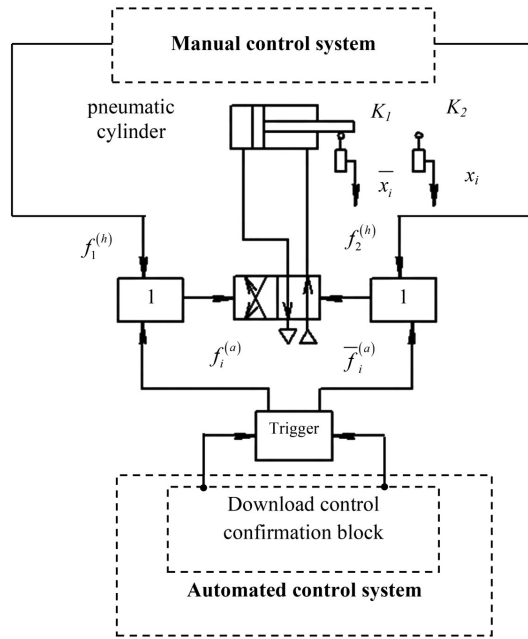 Manual control system
pneumatic
cylinder
K₁
K₂
x̅ᵢ
xᵢ
f₁⁽ʰ⁾
f₂⁽ʰ⁾
1
1
fᵢ⁽ᵃ⁾
f̅ᵢ⁽ᵃ⁾
Trigger
Download control
confirmation block
Automated control system